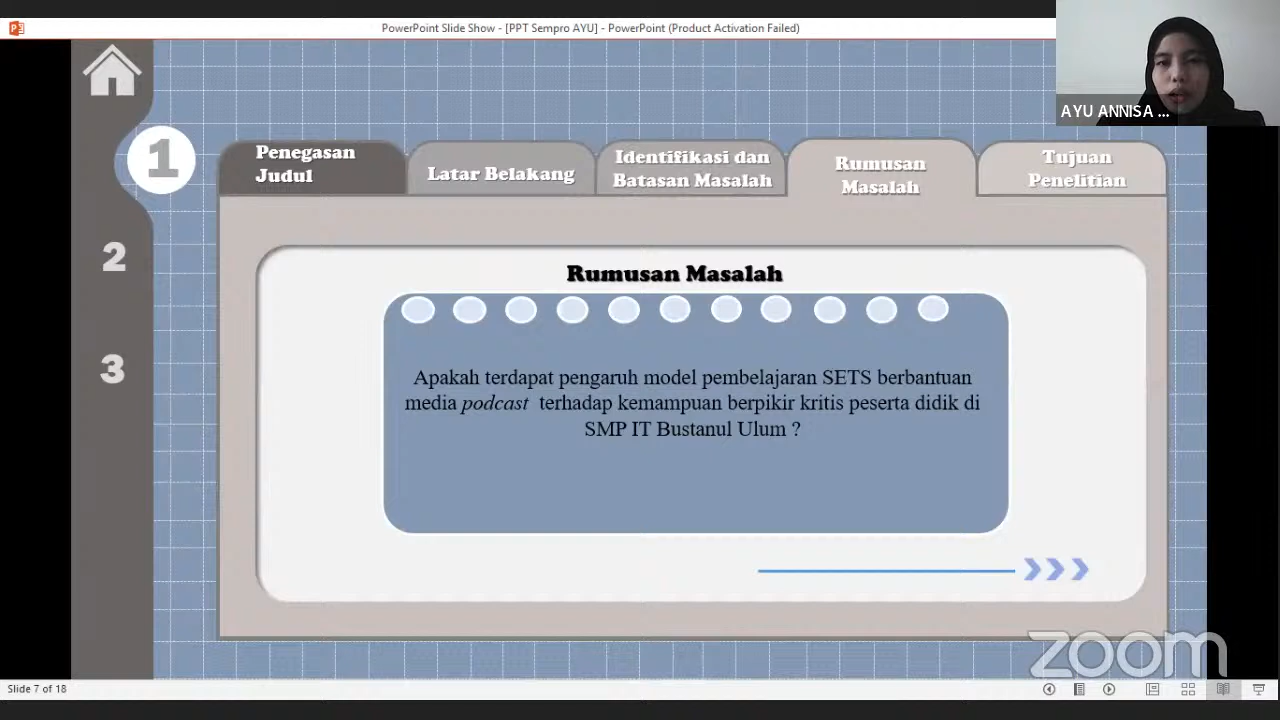 PowerPoint Slide Show - [PPT Sempro AYU] - PowerPoint (Product Activation Failed)
AYU ANNISA ...
1
Penegasan
Judul
Latar Belakang
Identifikasi dan
Batasan Masalah
Rumusan
Masalah
Tujuan
Penelitian
2
3
Rumusan Masalah
Apakah terdapat pengaruh model pembelajaran SETS berbantuan
media podcast terhadap kemampuan berpikir kritis peserta didik di
SMP IT Bustanul Ulum ?
zoom
Slide 7 of 18